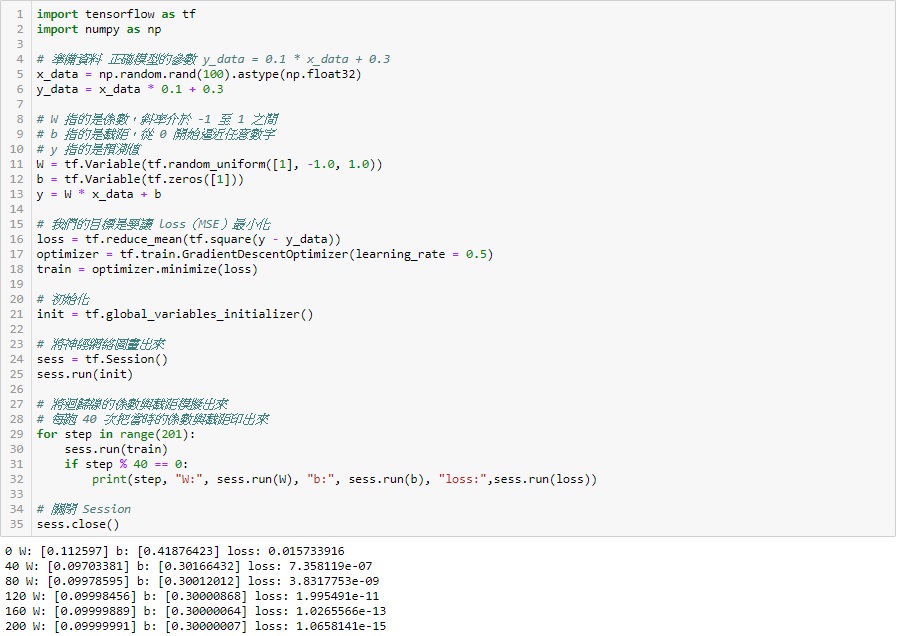 1 import tensorflow as tf
2 import numpy as np
3
4 # 準備資料 正確模型的參數 y_data = 0.1 * x_data + 0.3
5 x_data = np.random.rand(100).astype(np.float32)
6 y_data = x_data * 0.1 + 0.3
7
8 # W 指的是係數，斜率介於 -1 至 1 之間
9 # b 指的是截距，從 0 開始逼近任意數字
10 # y 指的是預測值
11 W = tf.Variable(tf.random_uniform([1], -1.0, 1.0))
12 b = tf.Variable(tf.zeros([1]))
13 y = W * x_data + b
14
15 # 我們的目標是要讓 loss（MSE）最小化
16 loss = tf.reduce_mean(tf.square(y - y_data))
17 optimizer = tf.train.GradientDescentOptimizer(learning_rate = 0.5)
18 train = optimizer.minimize(loss)
19
20 # 初始化
21 init = tf.global_variables_initializer()
22
23 # 將神經網絡圖畫出來
24 sess = tf.Session()
25 sess.run(init)
26
27 # 將迴歸線的係數與截距模擬出來
28 # 每跑 40 次把當時的係數與截距印出來
29 for step in range(201):
30     sess.run(train)
31     if step % 40 == 0:
32         print(step, "W:", sess.run(W), "b:", sess.run(b), "loss:",sess.run(loss))
33
34 # 關閉 Session
35 sess.close()
0 W: [0.112597] b: [0.41876423] loss: 0.015733916
40 W: [0.09703381] b: [0.30166432] loss: 7.358119e-07
80 W: [0.09978595] b: [0.30012012] loss: 3.8317753e-09
120 W: [0.09998456] b: [0.30000868] loss: 1.995491e-11
160 W: [0.09999889] b: [0.30000064] loss: 1.0265566e-13
200 W: [0.09999991] b: [0.30000007] loss: 1.0658141e-15